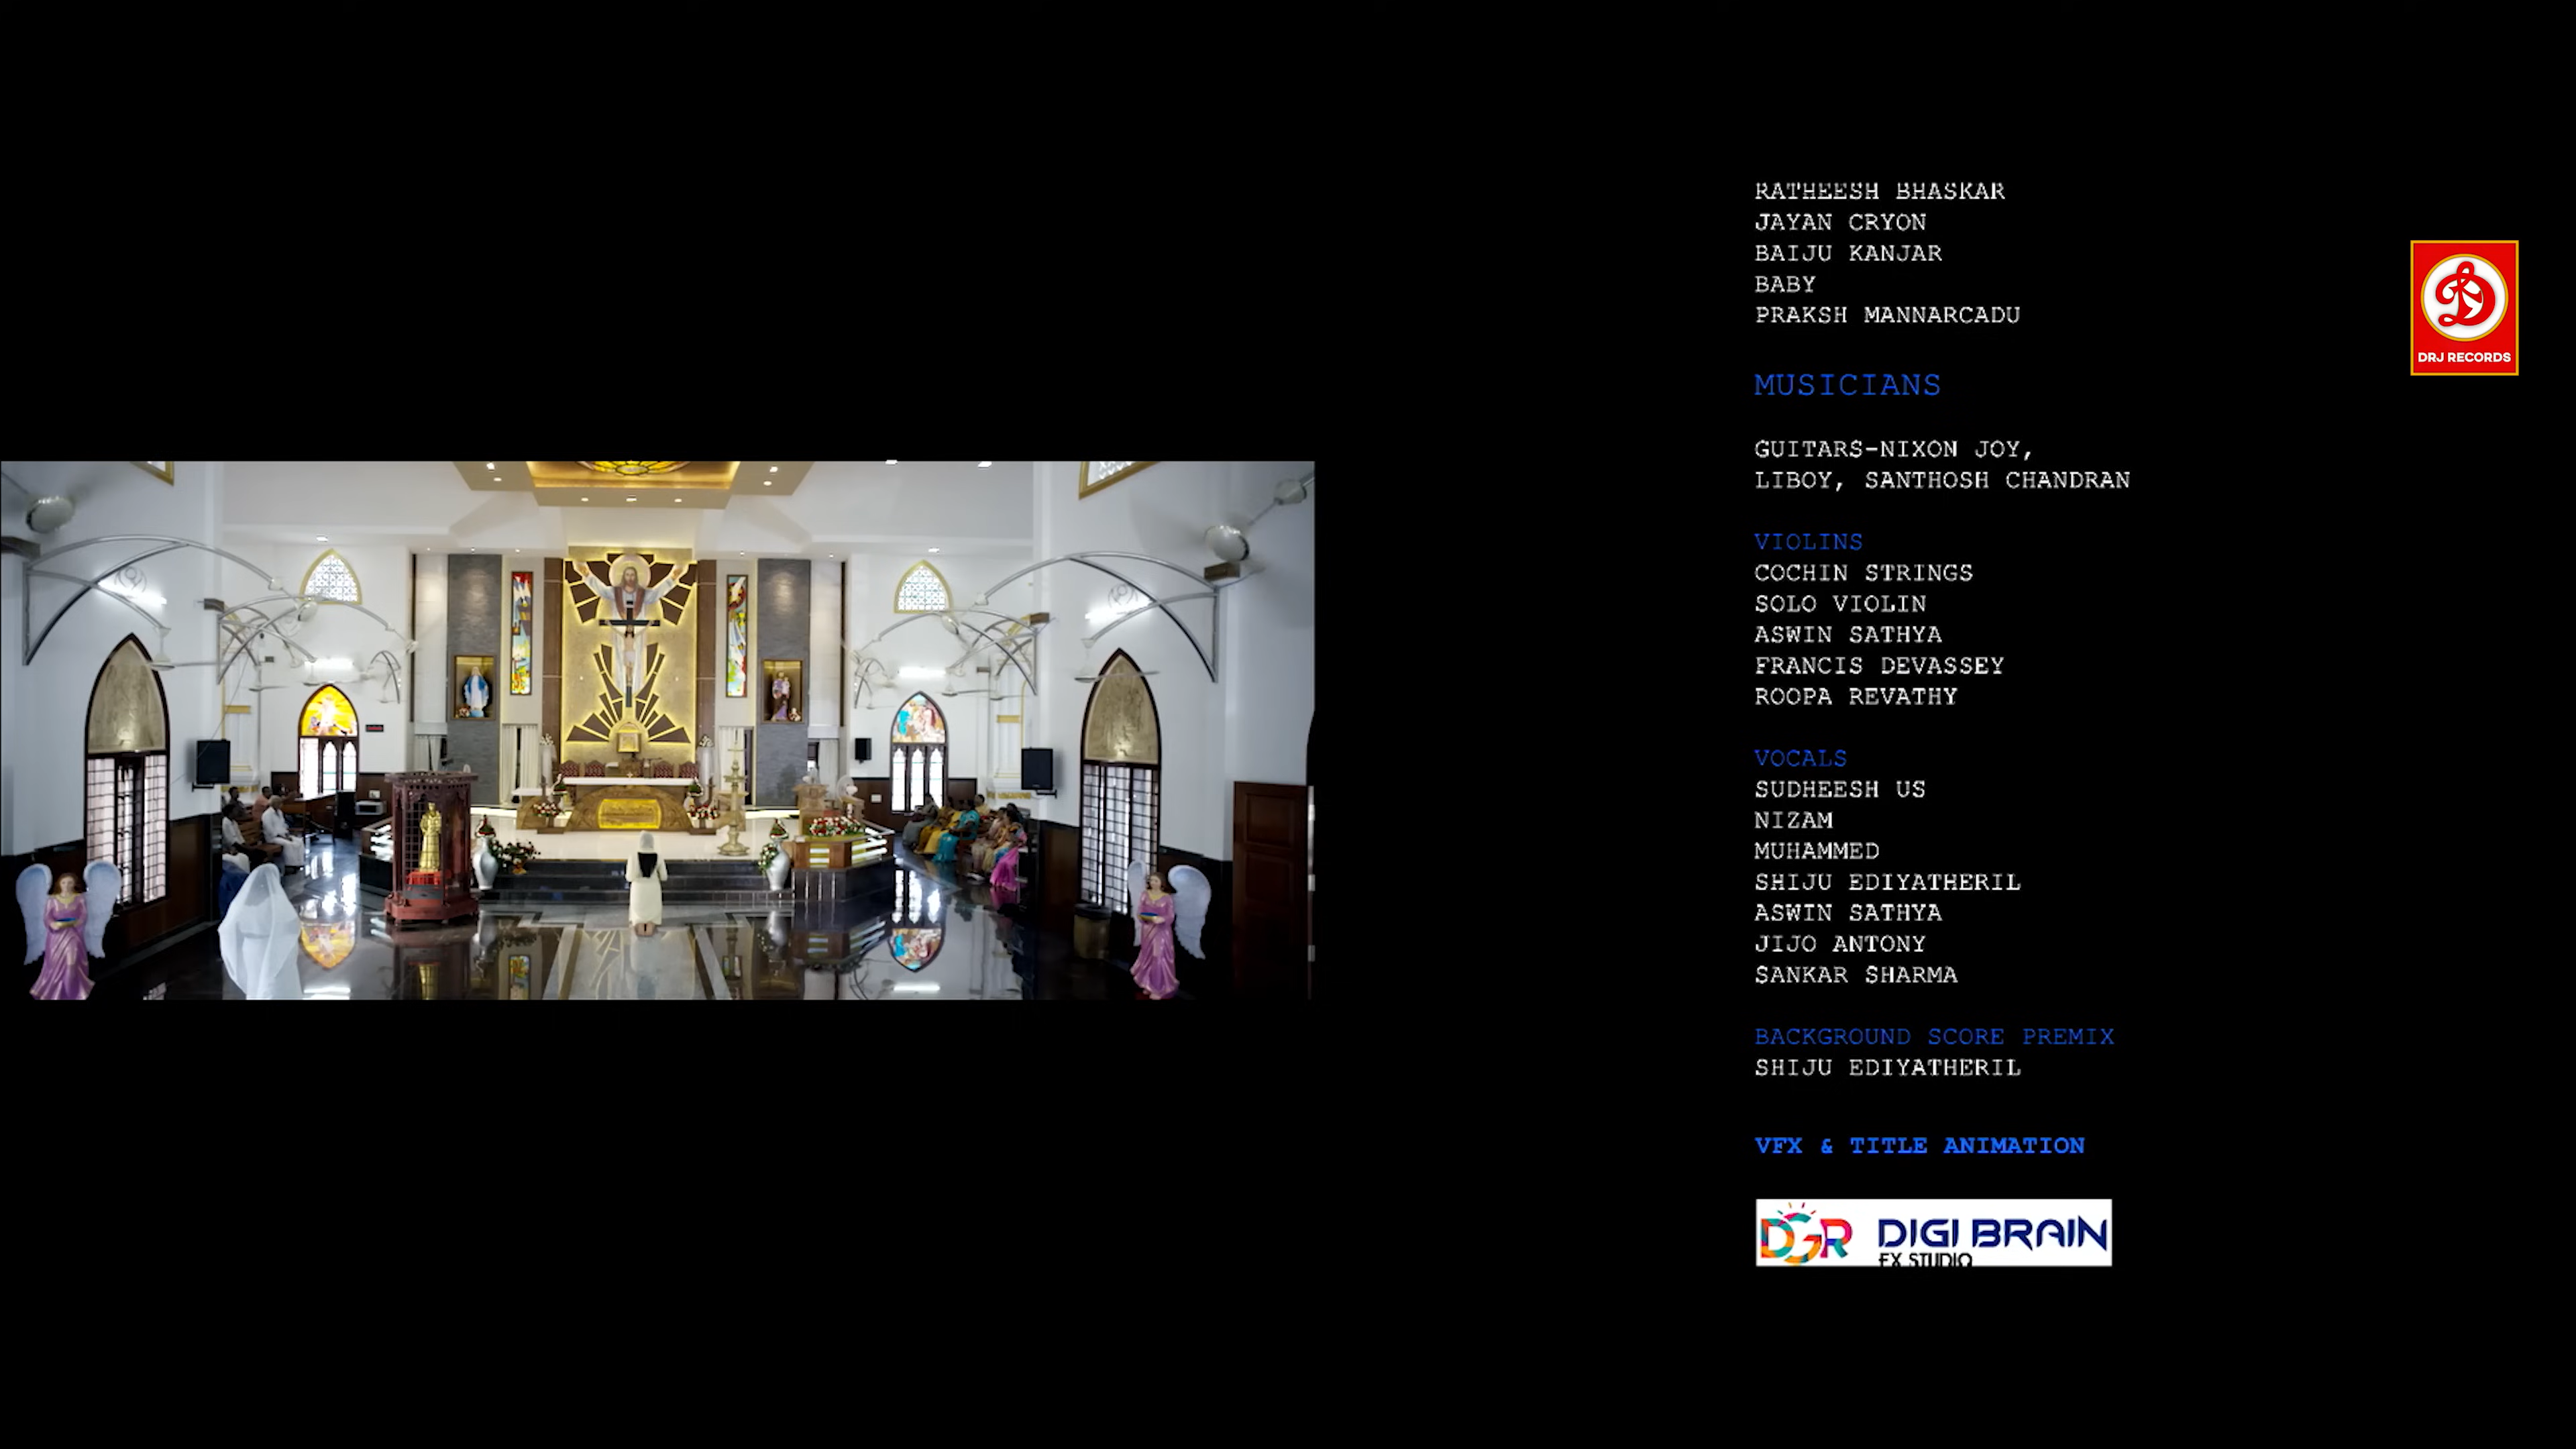 RATHEESH BHASKAR
JAYAN CRYON
BAIJU KANJAR
BABY
PRAKSH MANNARCADU
MUSICIANS
GUITARS-NIXON JOY,
LIBOY, SANTHOSH CHANDRAN
VIOLINS
COCHIN STRINGS
SOLO VIOLIN
ASWIN SATHYA
FRANCIS DEVASSEY
ROOPA REVATHY
VOCALS
SUDHEESH US
NIZAM
MUHAMMED
SHIJU EDIYATHERIL
ASWIN SATHYA
JIJO ANTONY
SANKAR SHARMA
BACKGROUND SCORE PREMIX
SHIJU EDIYATHERIL
VFX & TITLE ANIMATION
DGR DIGI BRAIN
FX STUDIO
DRJ RECORDS